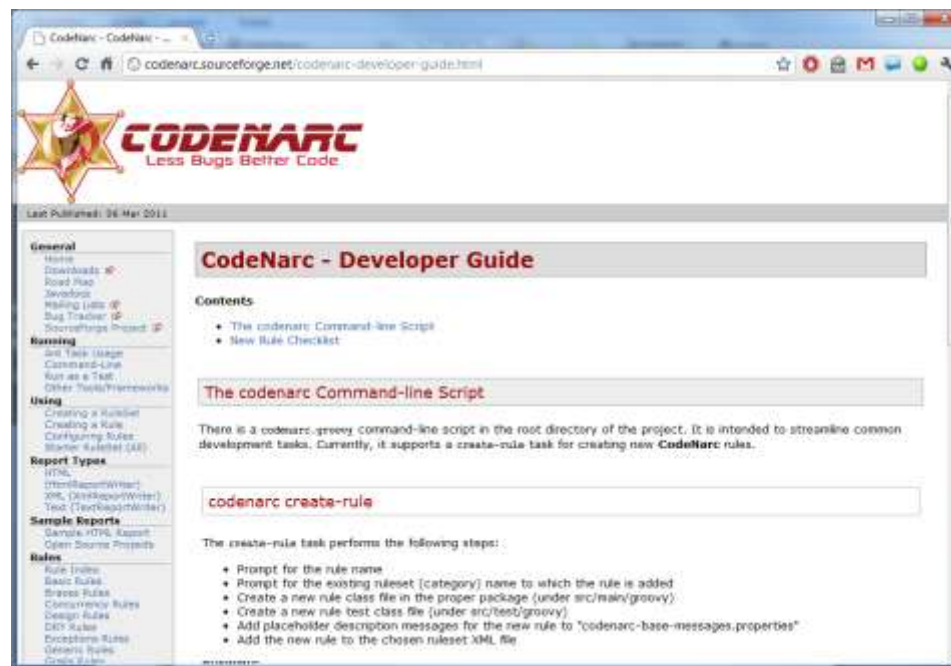 CodeNarc - CodeNarc - ...
codenarc.sourceforge.net/codenarc-developer-guide.html
CODENARC
Less Bugs Better Code
Last Published: 06 Mar 2011
General
Home
Downloads
Road Map
Javadocs
Mailing Lists
Bug Tracker
SourceForge Project
Running
Ant Task Usage
Command-Line
Run as a Test
Other Tools/Frameworks
Using
Creating a RuleSet
Creating a Rule
Configuring Rules
Starter RuleSet (All)
Report Types
HTML
(HtmlReportWriter)
XML (XmlReportWriter)
Text (TextReportWriter)
Sample Reports
Sample HTML Report
Open Source Projects
Rules
Rule Index
Basic Rules
Braces Rules
Concurrency Rules
Design Rules
DRY Rules
Exceptions Rules
Generic Rules
Grails Rules
CodeNarc - Developer Guide
Contents
• The codenarc Command-line Script
• New Rule Checklist
The codenarc Command-line Script
There is a codenarc.groovy command-line script in the root directory of the project. It is intended to streamline common
development tasks. Currently, it supports a create-rule task for creating new CodeNarc rules.
codenarc create-rule
The create-rule task performs the following steps:
• Prompt for the rule name
• Prompt for the existing ruleset (category) name to which the rule is added
• Create a new rule class file in the proper package (under src/main/groovy)
• Create a new rule test class file (under src/test/groovy)
• Add placeholder description messages for the new rule to "codenarc-base-messages.properties"
• Add the new rule to the chosen ruleset XML file